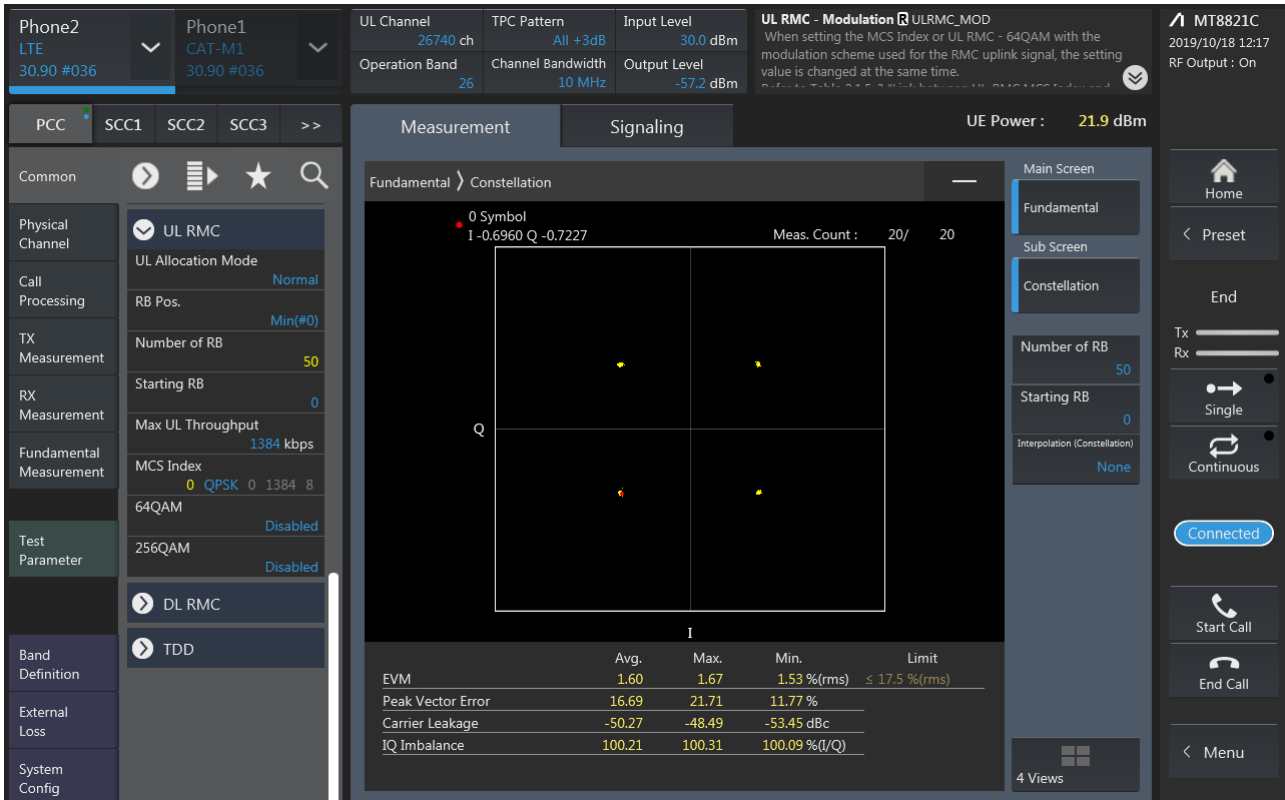 Phone2
LTE
30.90 #036
Phone1
CAT-M1
30.90 #036
UL Channel
26740 ch
TPC Pattern
All +3dB
Input Level
30.0 dBm
Operation Band
26
Channel Bandwidth
10 MHz
Output Level
-57.2 dBm
UL RMC - Modulation R ULRMC_MOD
When setting the MCS Index or UL RMC - 64QAM with the
modulation scheme used for the RMC uplink signal, the setting
value is changed at the same time.
MT8821C
2019/10/18 12:17
RF Output : On
PCC
SCC1
SCC2
SCC3
>>
Measurement
Signaling
UE Power : 21.9 dBm
Common
Physical
Channel
Call
Processing
TX
Measurement
RX
Measurement
Fundamental
Measurement
Test
Parameter
Band
Definition
External
Loss
System
Config
UL RMC
UL Allocation Mode
Normal
RB Pos.
Min(#0)
Number of RB
50
Starting RB
0
Max UL Throughput
1384 kbps
MCS Index
0 QPSK 0 1384 8
64QAM
Disabled
256QAM
Disabled
DL RMC
TDD
Fundamental 〉 Constellation
0 Symbol
I -0.6960 Q -0.7227
Meas. Count : 20/ 20
Q
I
Avg. Max. Min. Limit
EVM 1.60 1.67 1.53 %(rms) ≤ 17.5 %(rms)
Peak Vector Error 16.69 21.71 11.77 %
Carrier Leakage -50.27 -48.49 -53.45 dBc
IQ Imbalance 100.21 100.31 100.09 %(I/Q)
Main Screen
Fundamental
Sub Screen
Constellation
Number of RB
50
Starting RB
0
Interpolation (Constellation)
None
4 Views
Home
< Preset
End
Tx
Rx
Single
Continuous
Connected
Start Call
End Call
< Menu